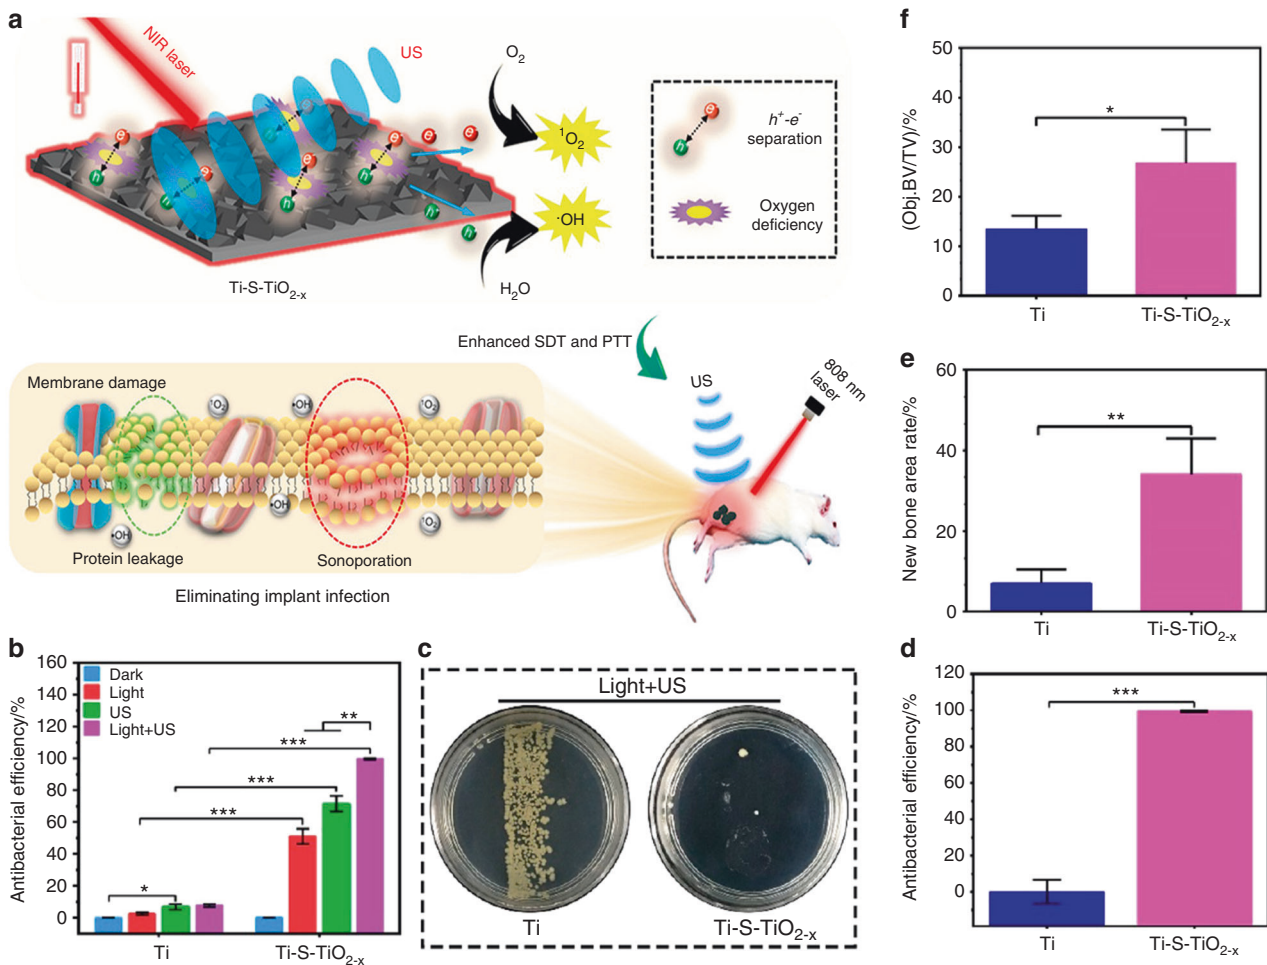 a
NIR laser
US
O2
1O2
·OH
H2O
Ti-S-TiO2-x
e
h
e
h
h
e
h
e
h
e
e
e
h
h
e
h
h+-e-
separation
Oxygen
deficiency
Enhanced SDT and PTT
US
808 nm
laser
Membrane damage
1O2
·OH
1O2
·OH
·OH
1O2
Protein leakage
Sonoporation
Eliminating implant infection
b
Antibacterial efficiency/%
160
140
120
100
80
60
40
20
0
Dark
Light
US
Light+US
*
***
***
***
**
Ti
Ti-S-TiO2-x
c
Light+US
Ti
Ti-S-TiO2-x
f
(Obj.BV/TV)/%
50
40
30
20
10
0
*
Ti
Ti-S-TiO2-x
e
New bone area rate/%
60
40
20
0
**
Ti
Ti-S-TiO2-x
d
Antibacterial efficiency/%
120
100
80
60
40
20
0
***
Ti
Ti-S-TiO2-x